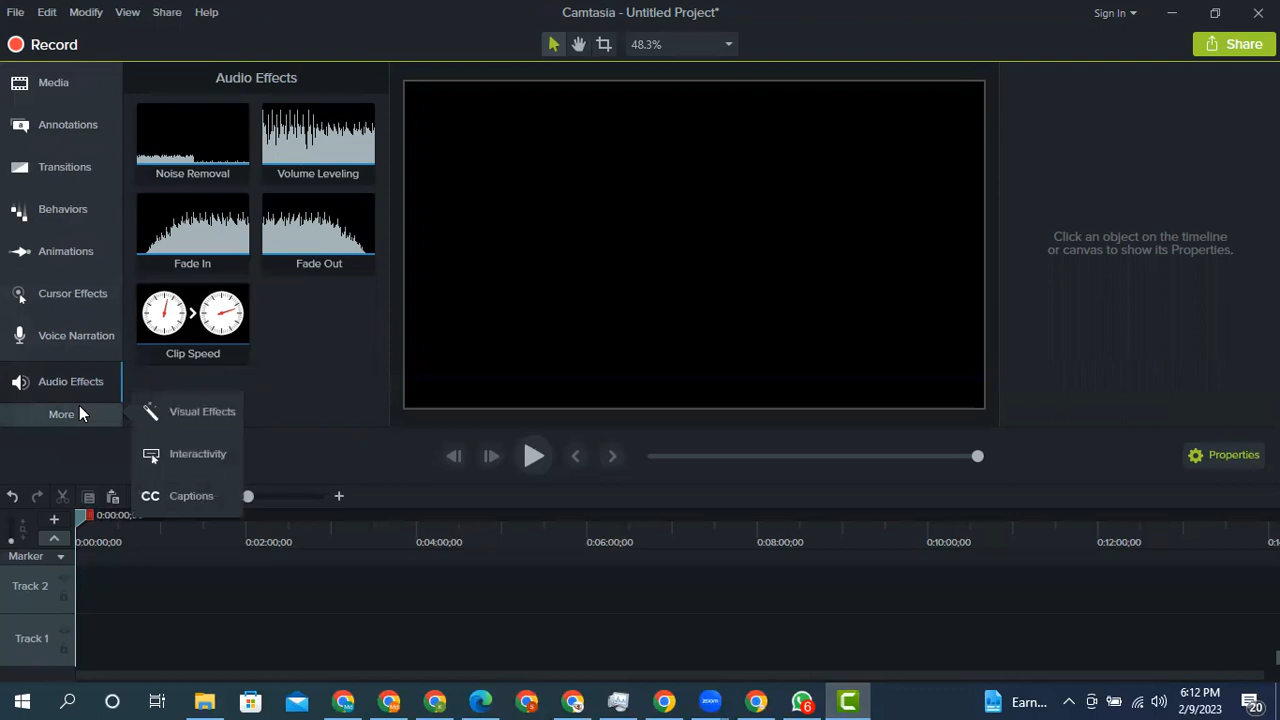 File Edit Modify View Share Help
Camtasia - Untitled Project*
Sign In
Record
48.3%
Share
Media
Annotations
Transitions
Behaviors
Animations
Cursor Effects
Voice Narration
Audio Effects
More
Audio Effects
Noise Removal
Volume Leveling
Fade In
Fade Out
Clip Speed
Visual Effects
Interactivity
CC Captions
Click an object on the timeline
or canvas to show its Properties.
Properties
0:00:00;
0:00:00;00 0:02:00;00 0:04:00;00 0:06:00;00 0:08:00;00 0:10:00;00 0:12:00;00
Marker
Track 2
Track 1
Earn...
6
6:12 PM
2/9/2023
20